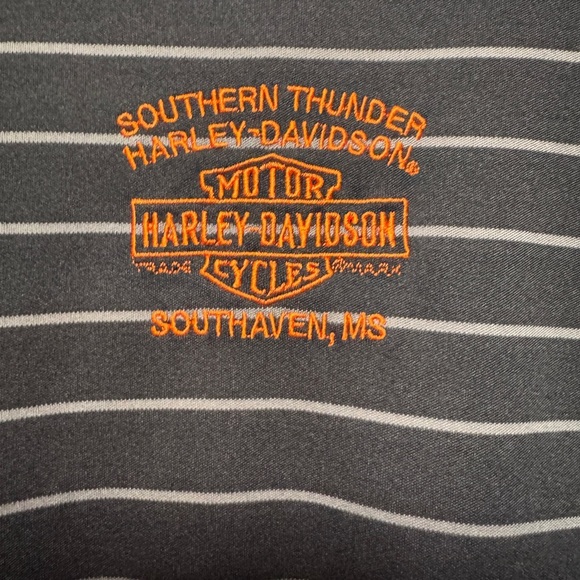 SOUTHERN THUNDER
HARLEY-DAVIDSON®
MOTOR
HARLEY-DAVIDSON
TRADE CYCLES ®MARK
SOUTHAVEN, MS